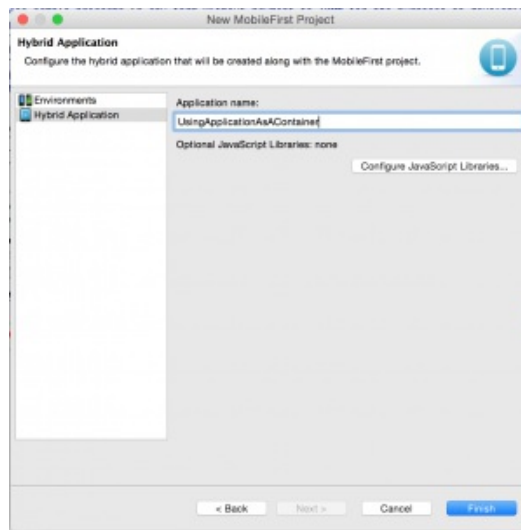 New MobileFirst Project
Hybrid Application
Configure the hybrid application that will be created along with the MobileFirst project.
Environments
Hybrid Application
Application name:
UsingApplicationAsAContainer
Optional JavaScript Libraries: none
Configure JavaScript Libraries...
< Back
Next >
Cancel
Finish